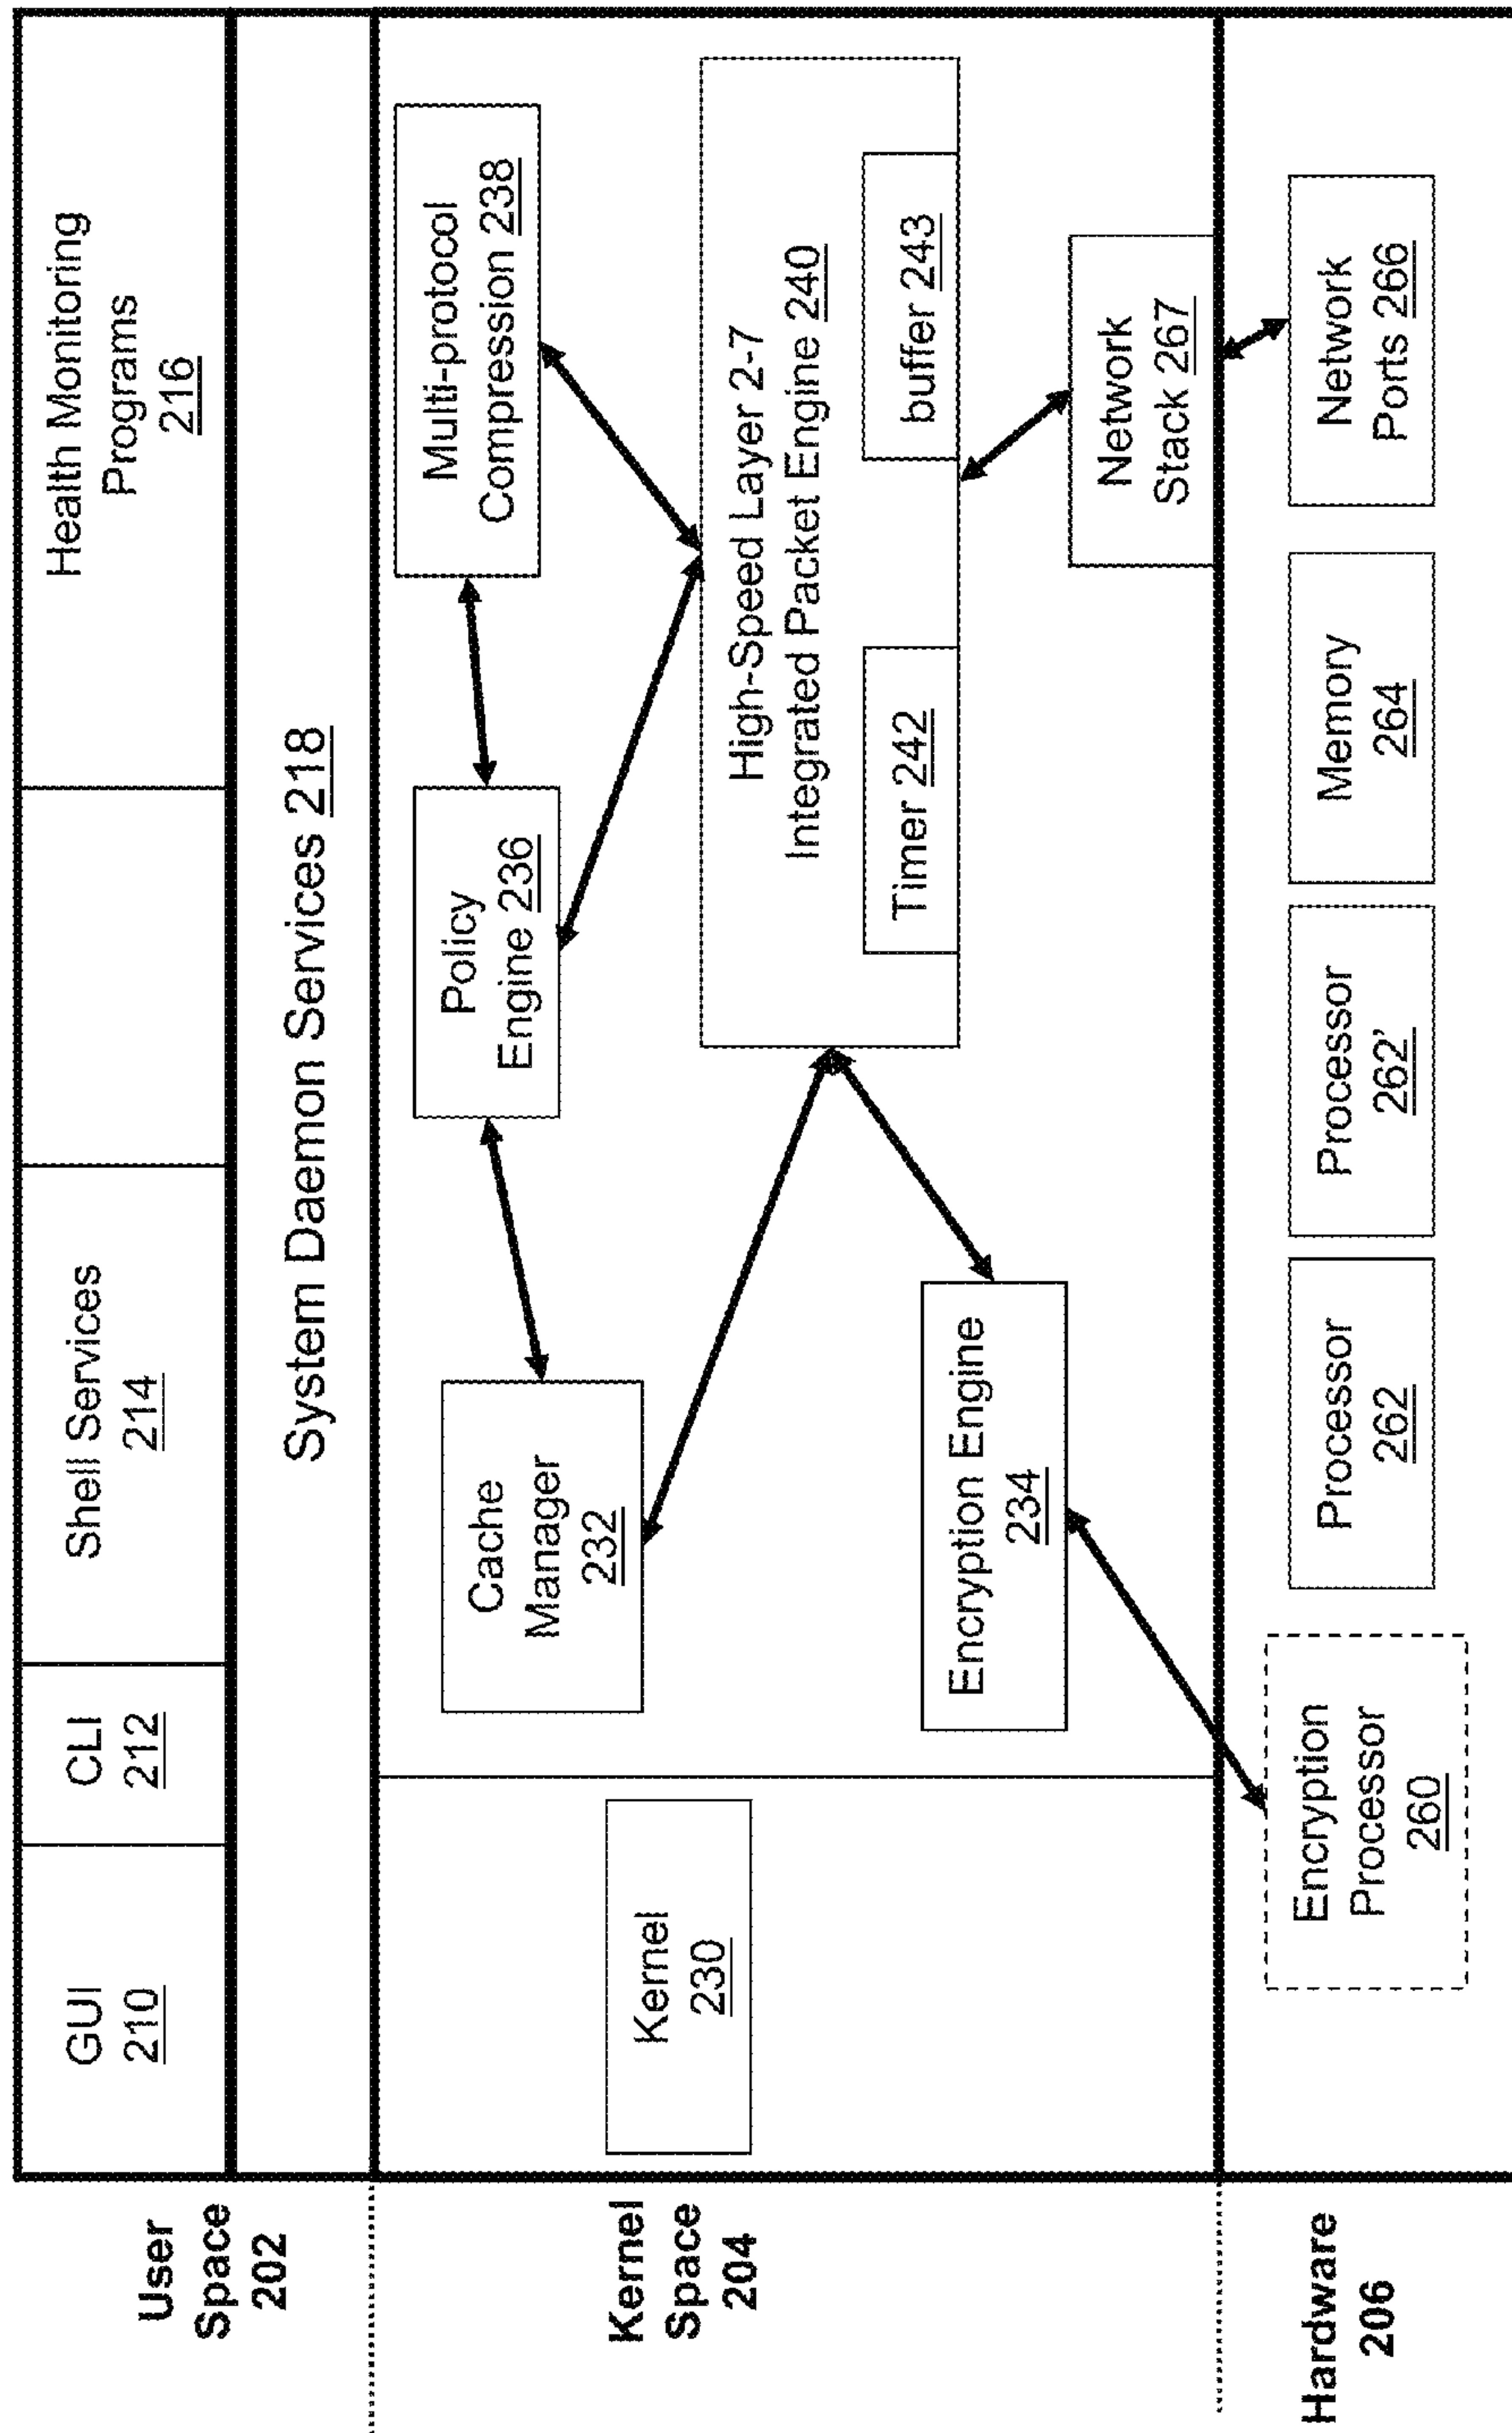 User
Space
202
GUI
210
CLI
212
Shell Services
214
Health Monitoring
Programs
216
System Daemon Services 218
Kernel
Space
204
Kernel
230
Cache
Manager
232
Policy
Engine 236
Multi-protocol
Compression 238
High-Speed Layer 2-7
Integrated Packet Engine 240
Timer 242
buffer 243
Encryption Engine
234
Network
Stack 267
Hardware
206
Encryption
Processor
260
Processor
262
Processor
262’
Memory
264
Network
Ports 266